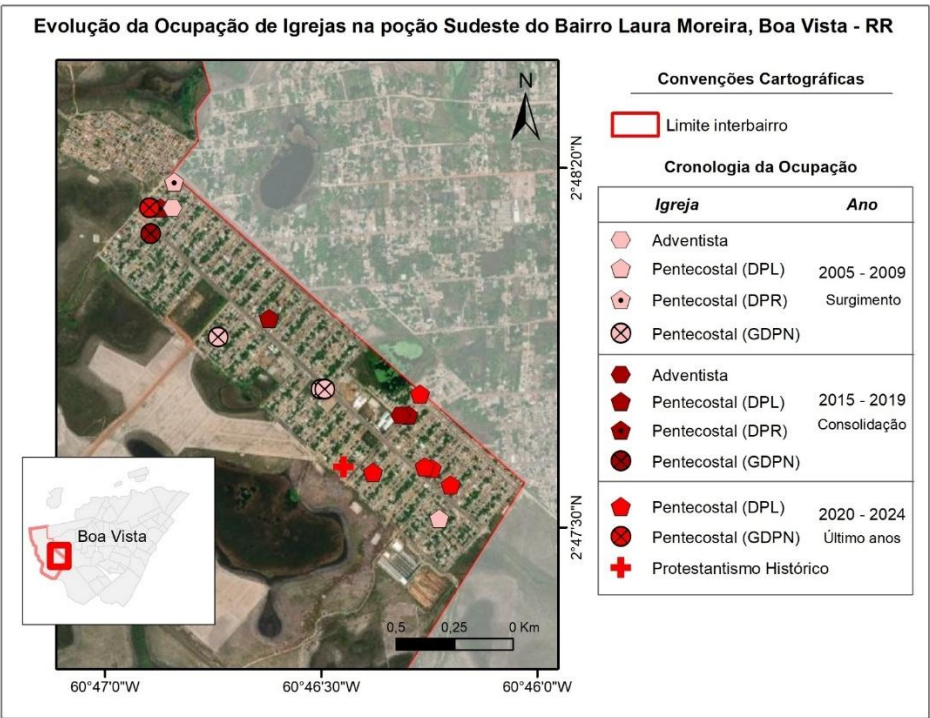 Evolução da Ocupação de Igrejas na poção Sudeste do Bairro Laura Moreira, Boa Vista - RR
N
2°48'20"N
2°47'30"N
Boa Vista
0,5 0,25 0 Km
60°47'0"W 60°46'30"W 60°46'0"W
Convenções Cartográficas
Limite interbairro
Cronologia da Ocupação
Igreja Ano
Adventista
Pentecostal (DPL)
Pentecostal (DPR)
Pentecostal (GDPN)
2005 - 2009
Surgimento
Adventista
Pentecostal (DPL)
Pentecostal (DPR)
Pentecostal (GDPN)
2015 - 2019
Consolidação
Pentecostal (DPL)
Pentecostal (GDPN)
Protestantismo Histórico
2020 - 2024
Último anos